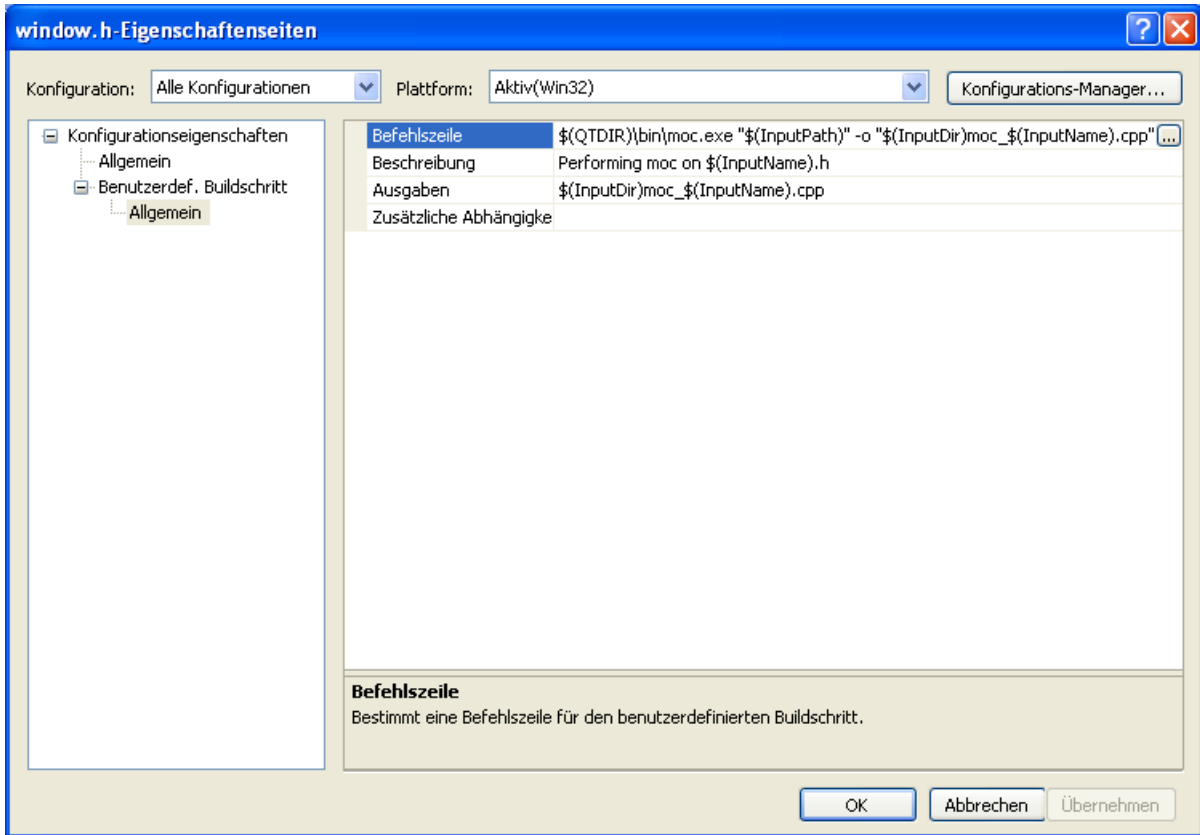 window.h-Eigenschaftenseiten
Konfiguration: Alle Konfigurationen Plattform: Aktiv(Win32) Konfigurations-Manager...
Konfigurationseigenschaften
Allgemein
Benutzerdef. Buildschritt
Allgemein
Befehlszeile $(QTDIR)\bin\moc.exe "$(InputPath)" -o "$(InputDir)moc_$(InputName).cpp" ...
Beschreibung Performing moc on $(InputName).h
Ausgaben $(InputDir)moc_$(InputName).cpp
Zusätzliche Abhängigke
Befehlszeile
Bestimmt eine Befehlszeile für den benutzerdefinierten Buildschritt.
OK Abbrechen Übernehmen